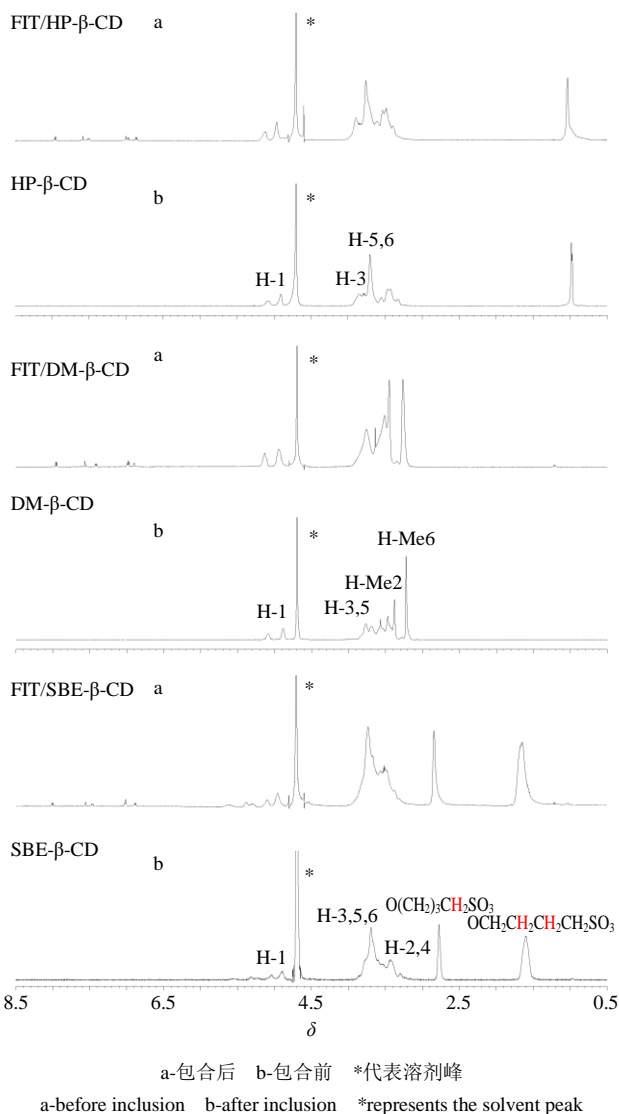 FIT/HP-β-CD a *
HP-β-CD
b *
H-5,6
H-1 H-3
a *
FIT/DM-β-CD
DM-β-CD
b *
H-Me6
H-Me2
H-1 H-3,5
FIT/SBE-β-CD a *
SBE-β-CD b *
O(CH₂)₃CH₂SO₃
H-3,5,6 OCH₂CH₂CH₂CH₂SO₃
H-1 H-2,4
8.5 6.5 4.5 2.5 0.5
δ
a-包合后 b-包合前 *代表溶剂峰
a-before inclusion b-after inclusion *represents the solvent peak